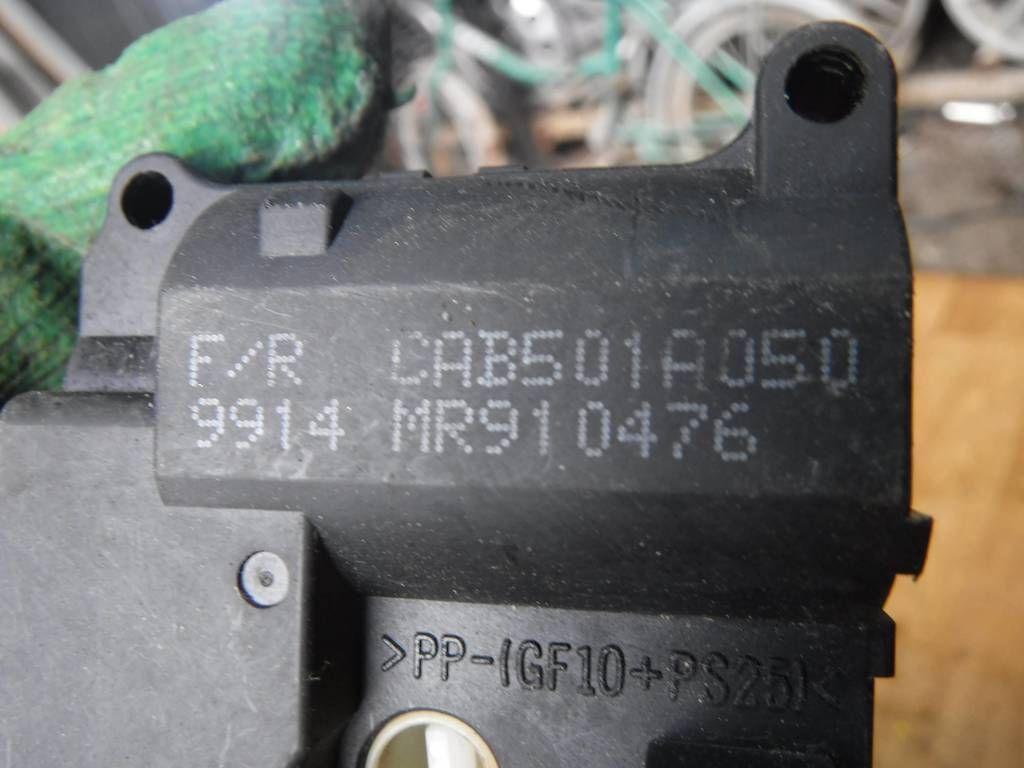 F/R CAB501A050
9914 MR910476
>PP-(GF10+PS25)<